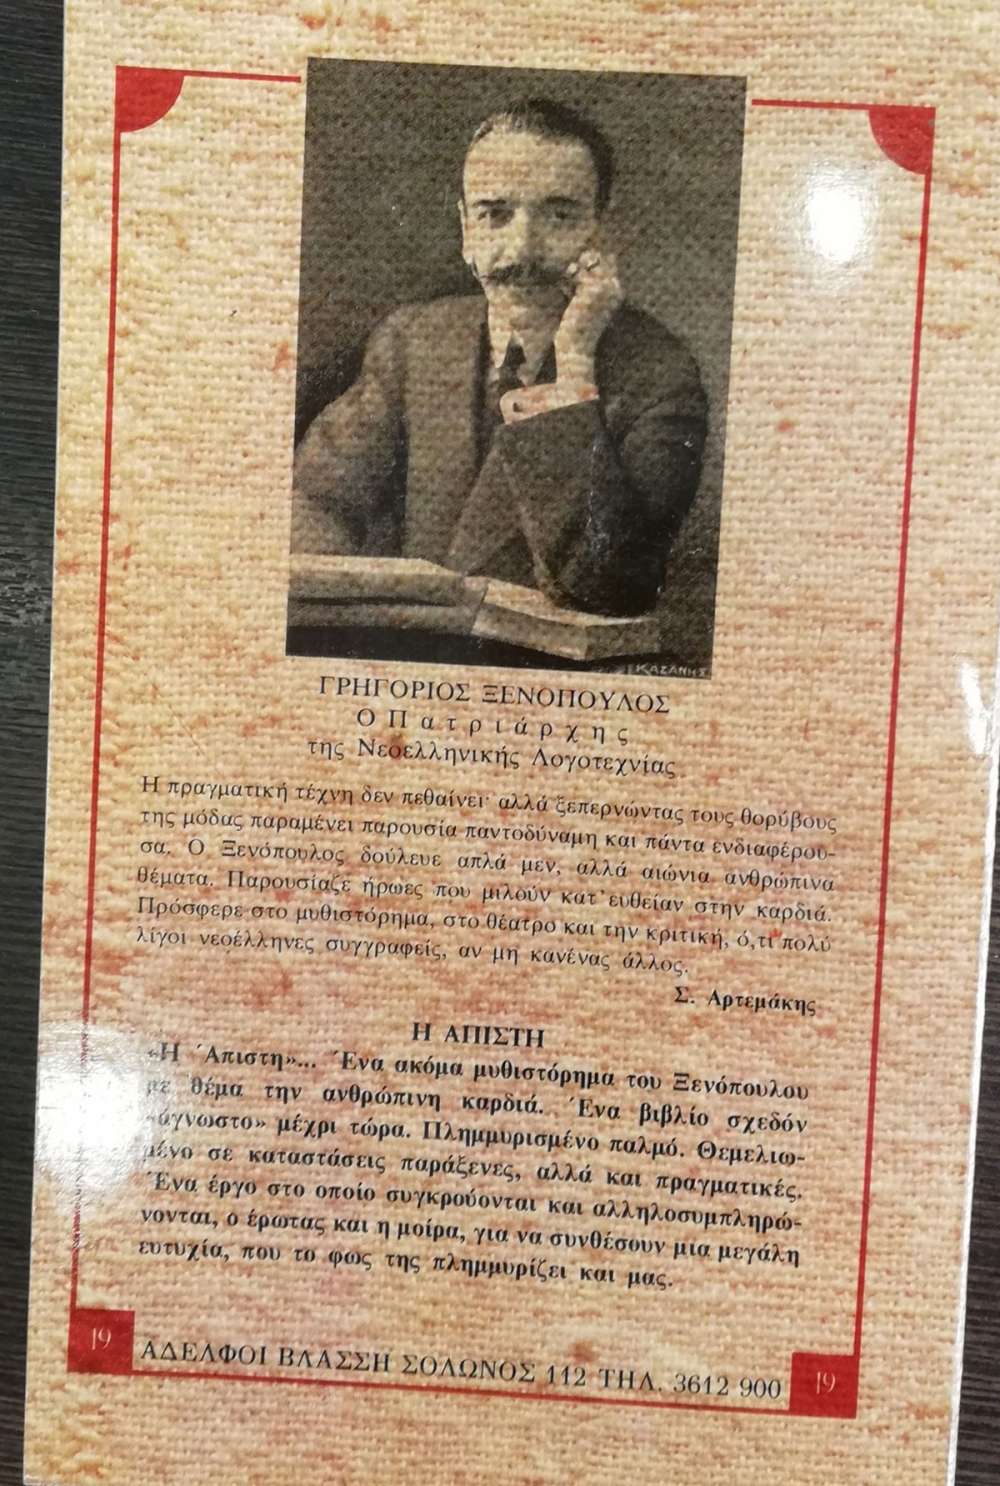 ΚΑΖΑΝΗΣ
ΓΡΗΓΟΡΙΟΣ ΞΕΝΟΠΟΥΛΟΣ
Ο Πατριάρχης
της Νεοελληνικής Λογοτεχνίας
Η πραγματική τέχνη δεν πεθαίνει· αλλά ξεπερνώντας τους θορύβους
της μόδας παραμένει παρουσία παντοδύναμη και πάντα ενδιαφέρου-
σα. Ο Ξενόπουλος δούλευε απλά μεν, αλλά αιώνια ανθρώπινα
θέματα. Παρουσίαζε ήρωες που μιλούν κατ' ευθείαν στην καρδιά.
Πρόσφερε στο μυθιστόρημα, στο θέατρο και την κριτική, ό,τι πολύ
λίγοι νεοέλληνες συγγραφείς, αν μη κανένας άλλος.
Σ. Αρτεμάκης
Η ΑΠΙΣΤΗ
«Η Άπιστη»... Ένα ακόμα μυθιστόρημα του Ξενόπουλου
με θέμα την ανθρώπινη καρδιά. Ένα βιβλίο σχεδόν
«άγνωστο» μέχρι τώρα. Πλημμυρισμένο παλμό. Θεμελιω-
μένο σε καταστάσεις παράξενες, αλλά και πραγματικές.
Ένα έργο στο οποίο συγκρούονται και αλληλοσυμπληρώ-
νονται, ο έρωτας και η μοίρα, για να συνθέσουν μια μεγάλη
ευτυχία, που το φως της πλημμυρίζει και μας.
19 ΑΔΕΛΦΟΙ ΒΛΑΣΣΗ ΣΟΛΩΝΟΣ 112 ΤΗΛ. 3612 900 19